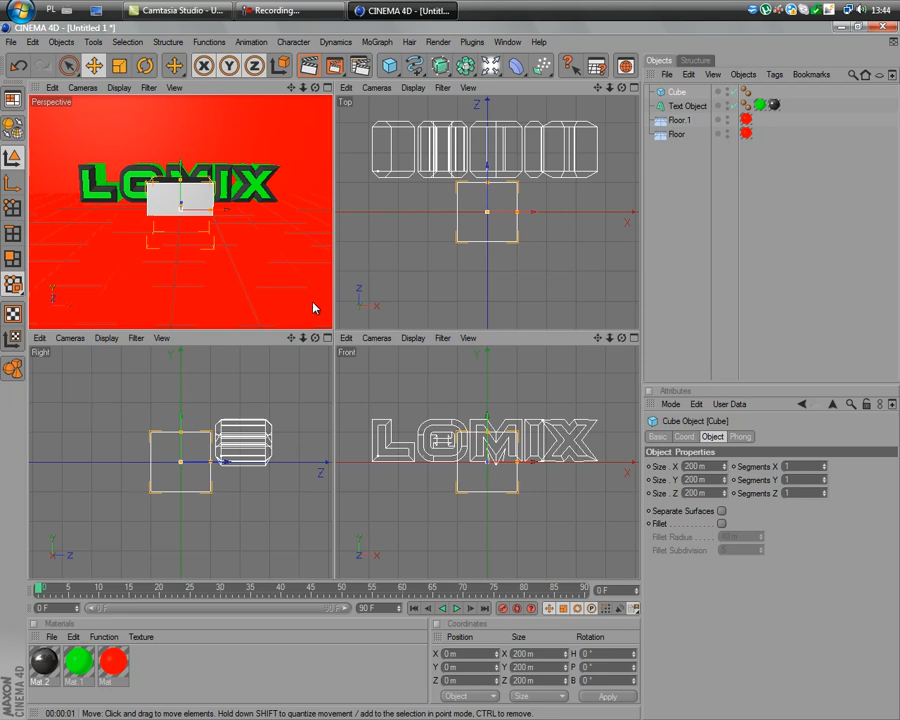 PL
Camtasia Studio - [Untitl...
Recording...
CINEMA 4D - [Untitl...
13:44
CINEMA 4D - [Untitled 1 *]
File Edit Objects Tools Selection Structure Functions Animation Character Dynamics MoGraph Hair Render Plugins Window Help
X Y Z
Edit Cameras Display Filter View
Perspective
LOMIX
Edit Cameras Display Filter View
Top
Z
X
Z
X
Edit Cameras Display Filter View
Right
Y
Z
Y
Z
Edit Cameras Display Filter View
Front
LOMIX
Y
X
Y
X
Objects Structure
File Edit View Objects Tags Bookmarks
Cube
Text Object
Floor.1
Floor
Attributes
Mode Edit User Data
Cube Object [Cube]
Basic Coord. Object Phong
Object Properties
Size . X 200 m Segments X 1
Size . Y 200 m Segments Y 1
Size . Z 200 m Segments Z 1
Separate Surfaces
Fillet
Fillet Radius 40 m
Fillet Subdivision 5
0 5 10 15 20 25 30 35 40 45 50 55 60 65 70 75 80 85 90
0 F
0 F 0 F 90 F 90 F
Materials
File Edit Function Texture
Mat.2 Mat.1 Mat
Coordinates
Position Size Rotation
X 0 m X 200 m H 0 °
Y 0 m Y 200 m P 0 °
Z 0 m Z 200 m B 0 °
Object Size Apply
MAXON
CINEMA 4D
00:00:01 Move: Click and drag to move elements. Hold down SHIFT to quantize movement / add to the selection in point mode, CTRL to remove.